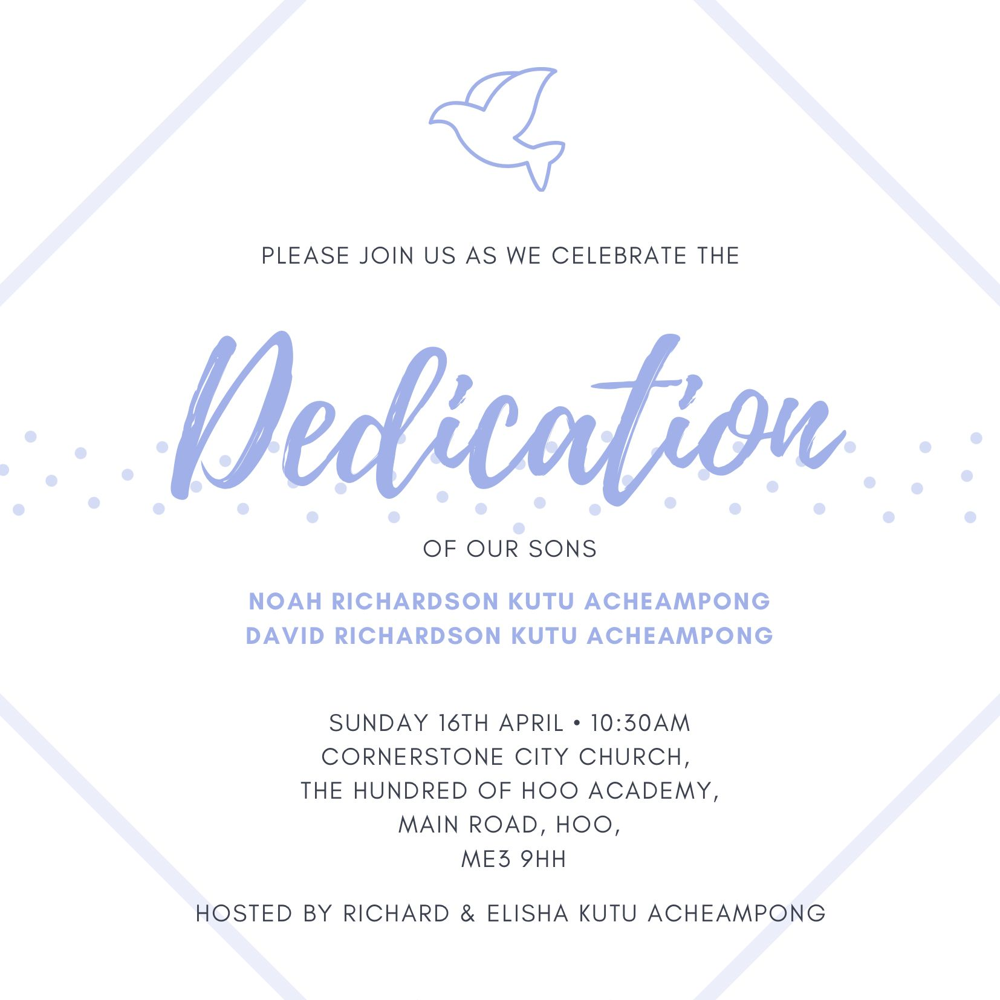 PLEASE JOIN US AS WE CELEBRATE THE
Dedication
OF OUR SONS
NOAH RICHARDSON KUTU ACHEAMPONG
DAVID RICHARDSON KUTU ACHEAMPONG
SUNDAY 16TH APRIL • 10:30AM
CORNERSTONE CITY CHURCH,
THE HUNDRED OF HOO ACADEMY,
MAIN ROAD, HOO,
ME3 9HH
HOSTED BY RICHARD & ELISHA KUTU ACHEAMPONG